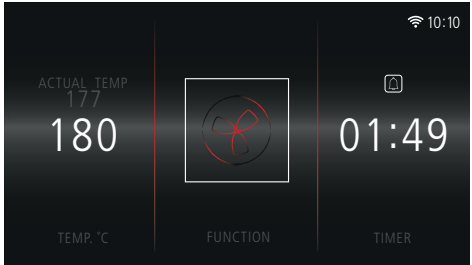 10:10
ACTUAL TEMP
177
180
01:49
TEMP. °C
FUNCTION
TIMER